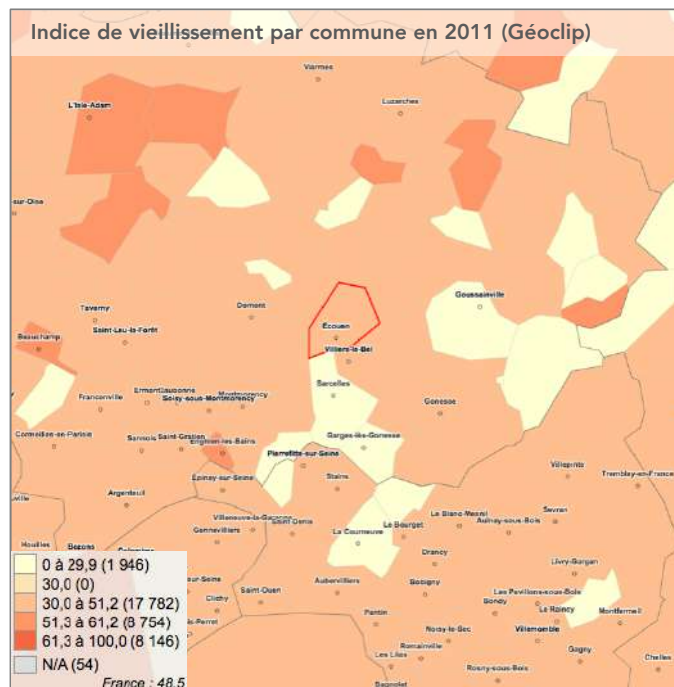 Indice de vieillissement par commune en 2011 (Géoclip)
Viarmes
L'Isle-Adam
Luzarches
sur-Oise
Goussainville
Taverny
Domont
Écouen
Beauchamp
Saint-Leu-la-Forêt
Villiers-le-Bel
Sarcelles
Ermont
Eaubonne
Montmorency
Franconville
Soisy-sous-Montmorency
Gonesse
Garges-lès-Gonesse
Cormeilles-en-Parisis
Sannois
Saint-Gratien
Enghien-les-Bains
Pierrefitte-sur-Seine
Villepinte
Tremblay-en-France
Épinay-sur-Seine
Stains
Argenteuil
Villeneuve-la-Garenne
Le Blanc-Mesnil
Sevran
Saint-Denis
Le Bourget
Aulnay-sous-Bois
Gennevilliers
La Courneuve
Houilles
Bezons
Drancy
Livry-Gargan
0 à 29,9 (1 946)
30,0 (0)
30,0 à 51,2 (17 782)
51,3 à 61,2 (8 754)
61,3 à 100,0 (8 146)
N/A (54)
France : 48,5
sur-Seine
Aubervilliers
Bobigny
Saint-Ouen
Clichy
Les Pavillons-sous-Bois
Bondy
Le Raincy
Montfermeil
Pantin
Noisy-le-Sec
Villemomble
Romainville
Les Lilas
Gagny
Chelles
Rosny-sous-Bois
Bagnolet